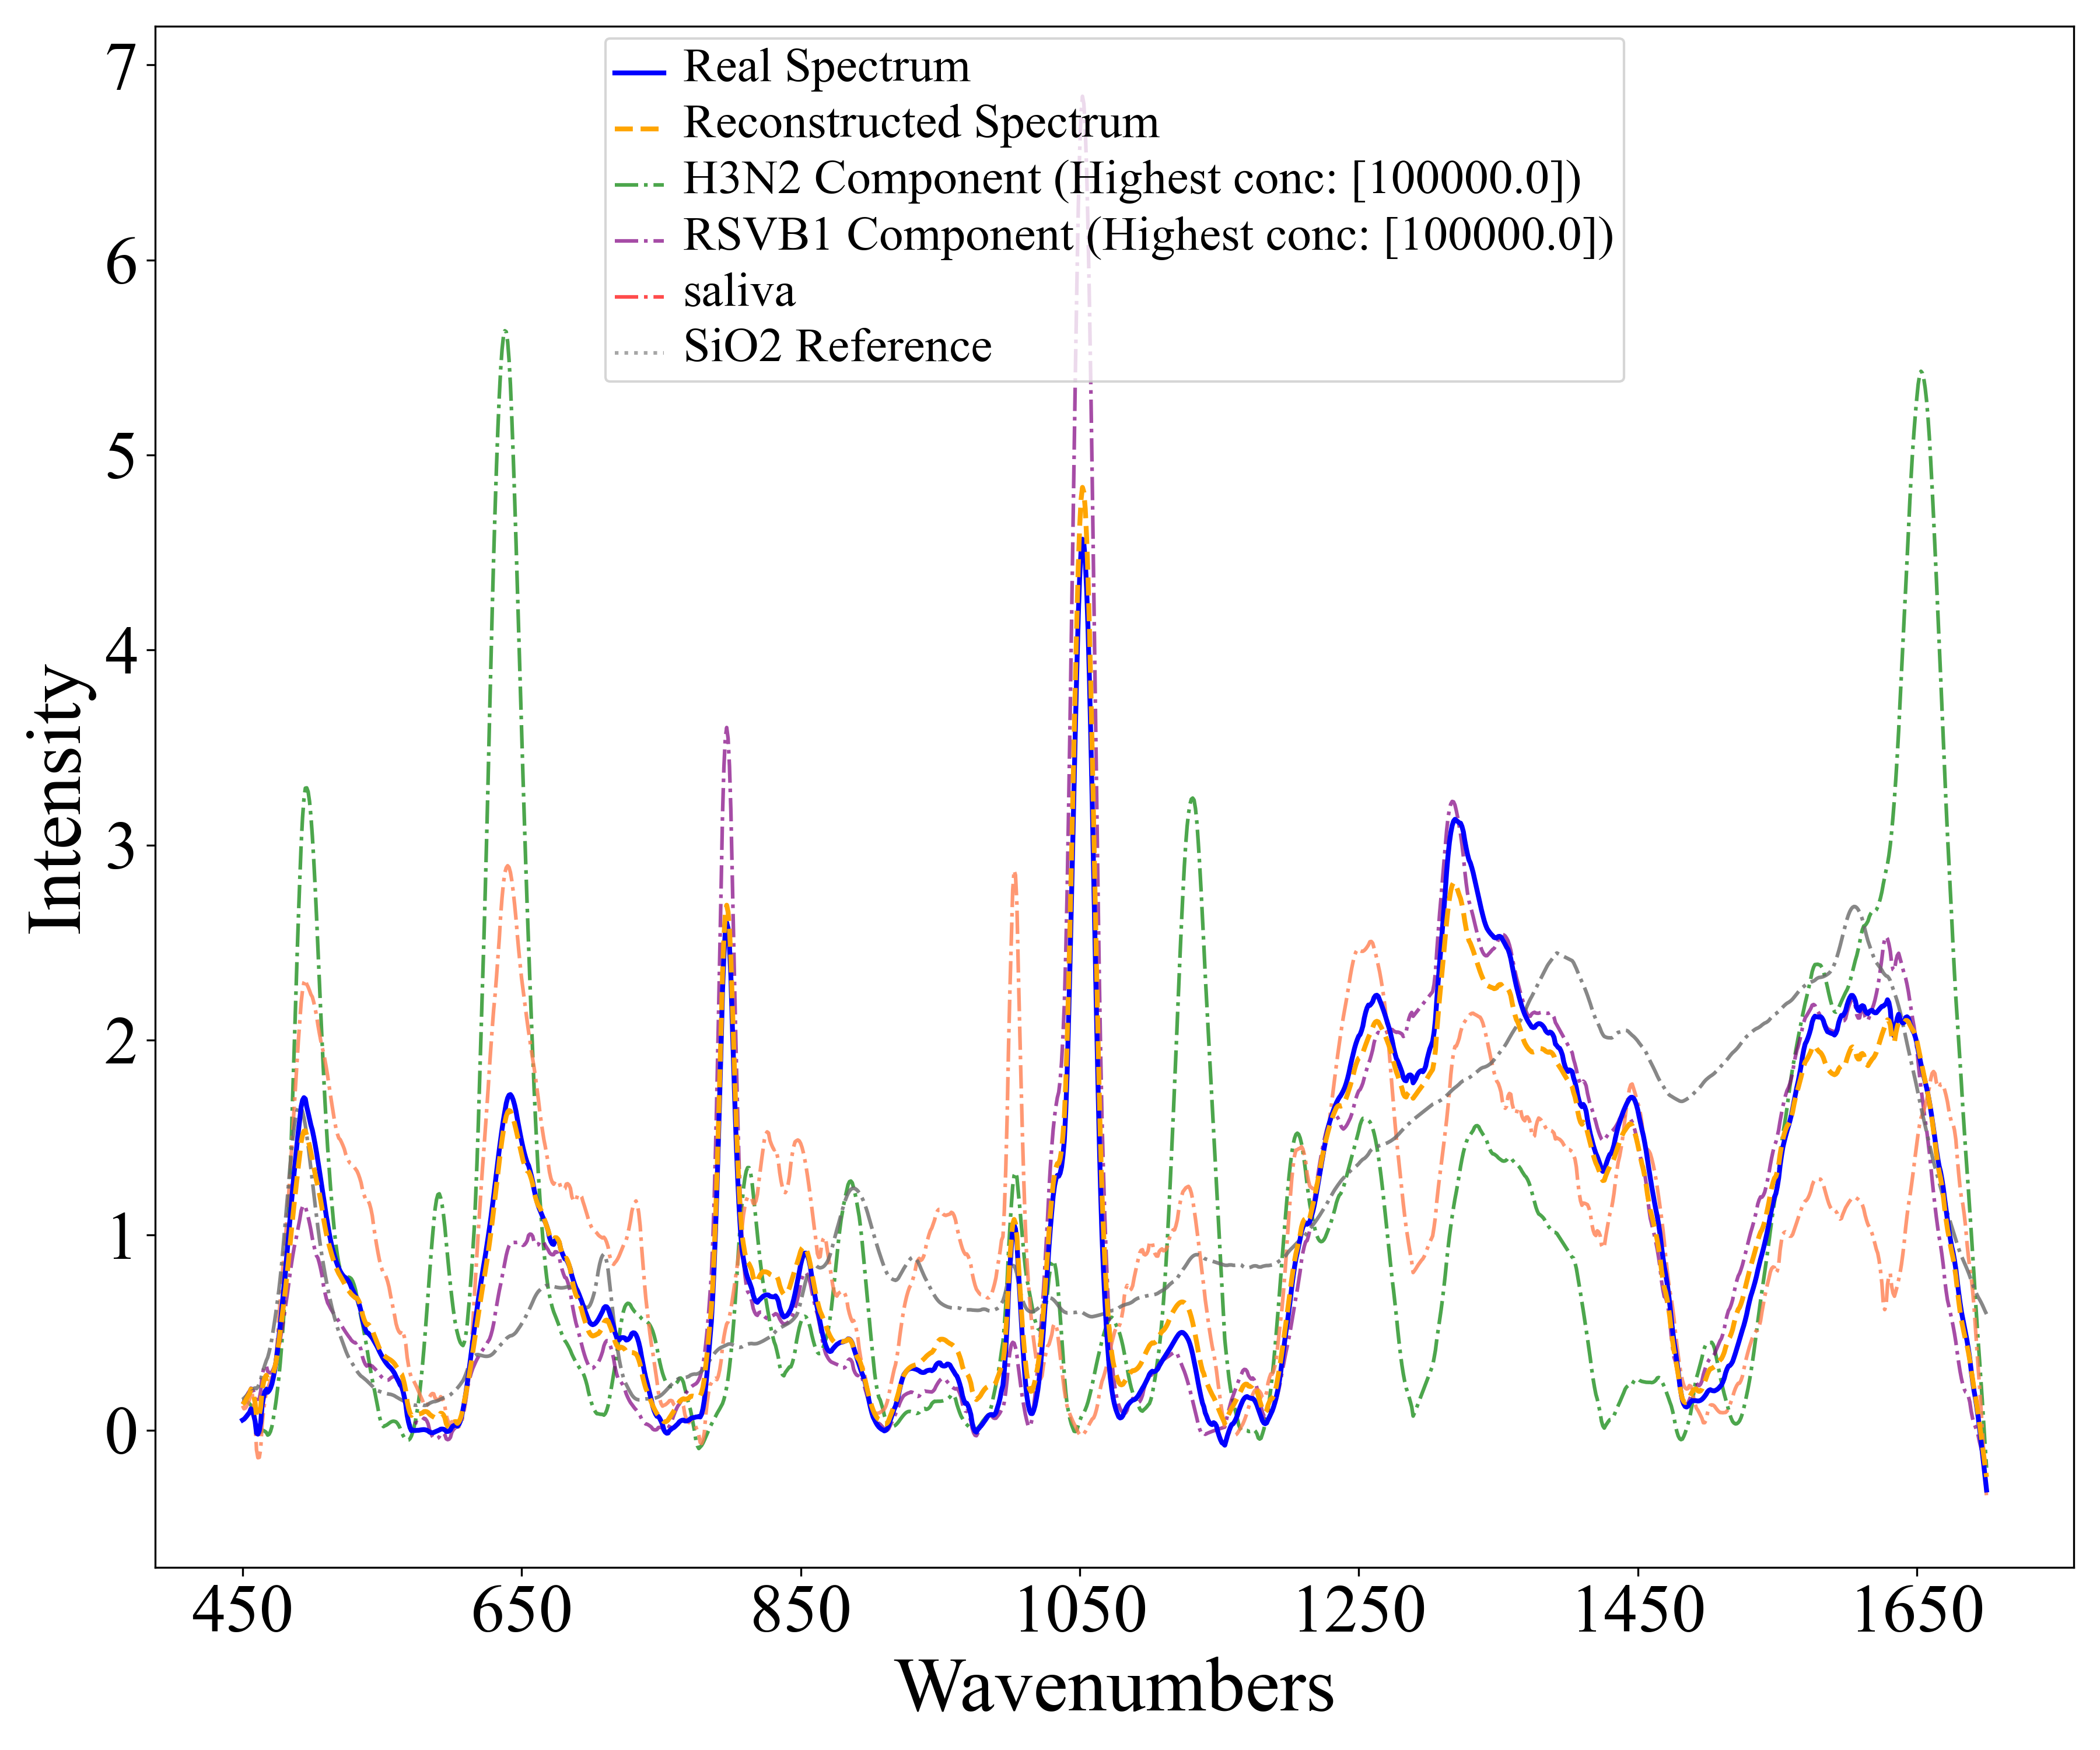 Real Spectrum
Reconstructed Spectrum
H3N2 Component (Highest conc: [100000.0])
RSVB1 Component (Highest conc: [100000.0])
saliva
SiO2 Reference
7
6
5
4
3
2
1
0
Intensity
450 650 850 1050 1250 1450 1650
Wavenumbers